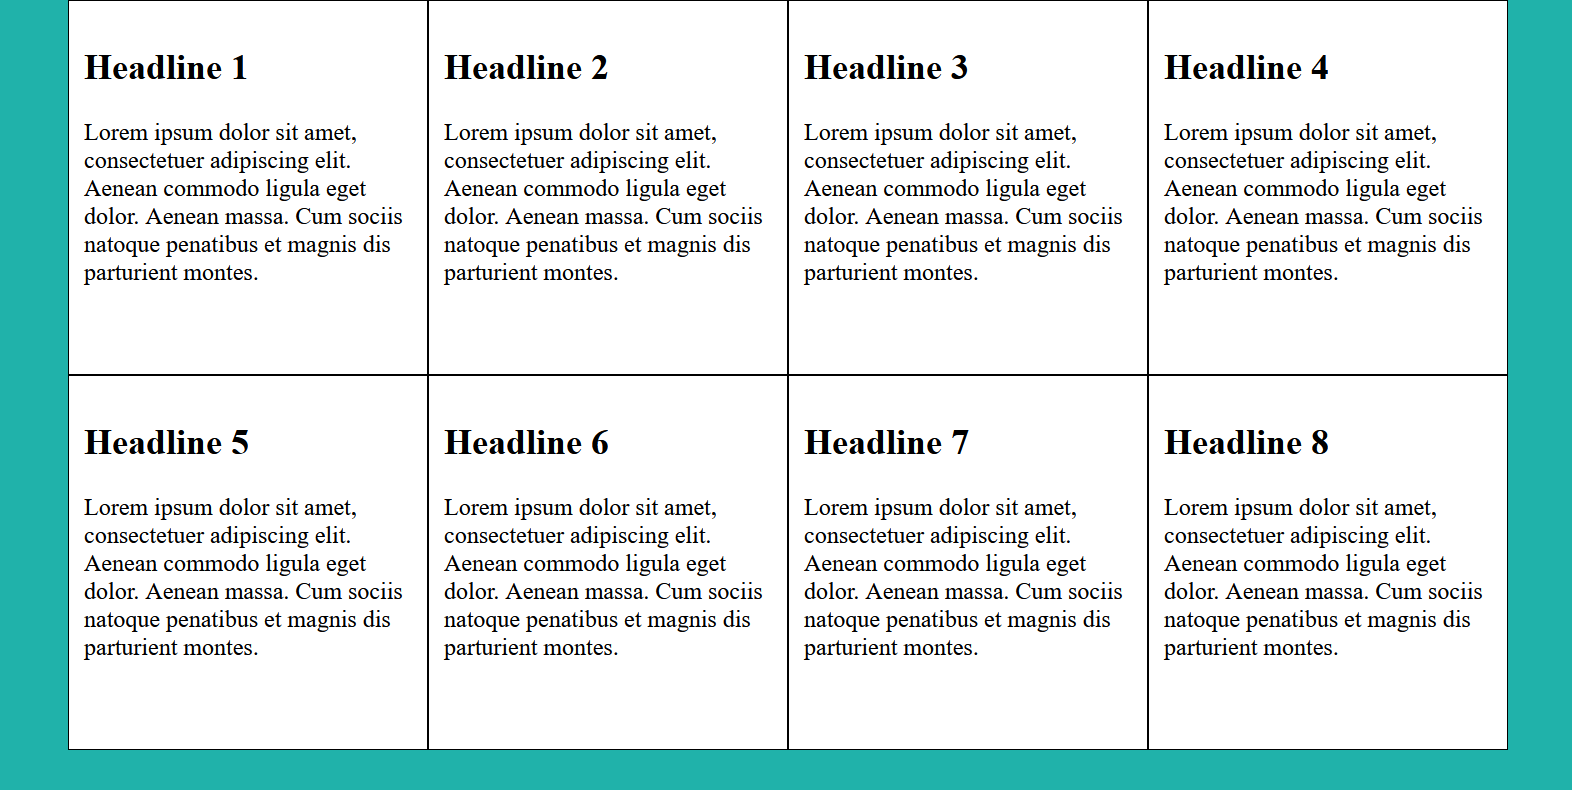 Headline 1
Lorem ipsum dolor sit amet,
consectetuer adipiscing elit.
Aenean commodo ligula eget
dolor. Aenean massa. Cum sociis
natoque penatibus et magnis dis
parturient montes.
Headline 2
Lorem ipsum dolor sit amet,
consectetuer adipiscing elit.
Aenean commodo ligula eget
dolor. Aenean massa. Cum sociis
natoque penatibus et magnis dis
parturient montes.
Headline 3
Lorem ipsum dolor sit amet,
consectetuer adipiscing elit.
Aenean commodo ligula eget
dolor. Aenean massa. Cum sociis
natoque penatibus et magnis dis
parturient montes.
Headline 4
Lorem ipsum dolor sit amet,
consectetuer adipiscing elit.
Aenean commodo ligula eget
dolor. Aenean massa. Cum sociis
natoque penatibus et magnis dis
parturient montes.
Headline 5
Lorem ipsum dolor sit amet,
consectetuer adipiscing elit.
Aenean commodo ligula eget
dolor. Aenean massa. Cum sociis
natoque penatibus et magnis dis
parturient montes.
Headline 6
Lorem ipsum dolor sit amet,
consectetuer adipiscing elit.
Aenean commodo ligula eget
dolor. Aenean massa. Cum sociis
natoque penatibus et magnis dis
parturient montes.
Headline 7
Lorem ipsum dolor sit amet,
consectetuer adipiscing elit.
Aenean commodo ligula eget
dolor. Aenean massa. Cum sociis
natoque penatibus et magnis dis
parturient montes.
Headline 8
Lorem ipsum dolor sit amet,
consectetuer adipiscing elit.
Aenean commodo ligula eget
dolor. Aenean massa. Cum sociis
natoque penatibus et magnis dis
parturient montes.